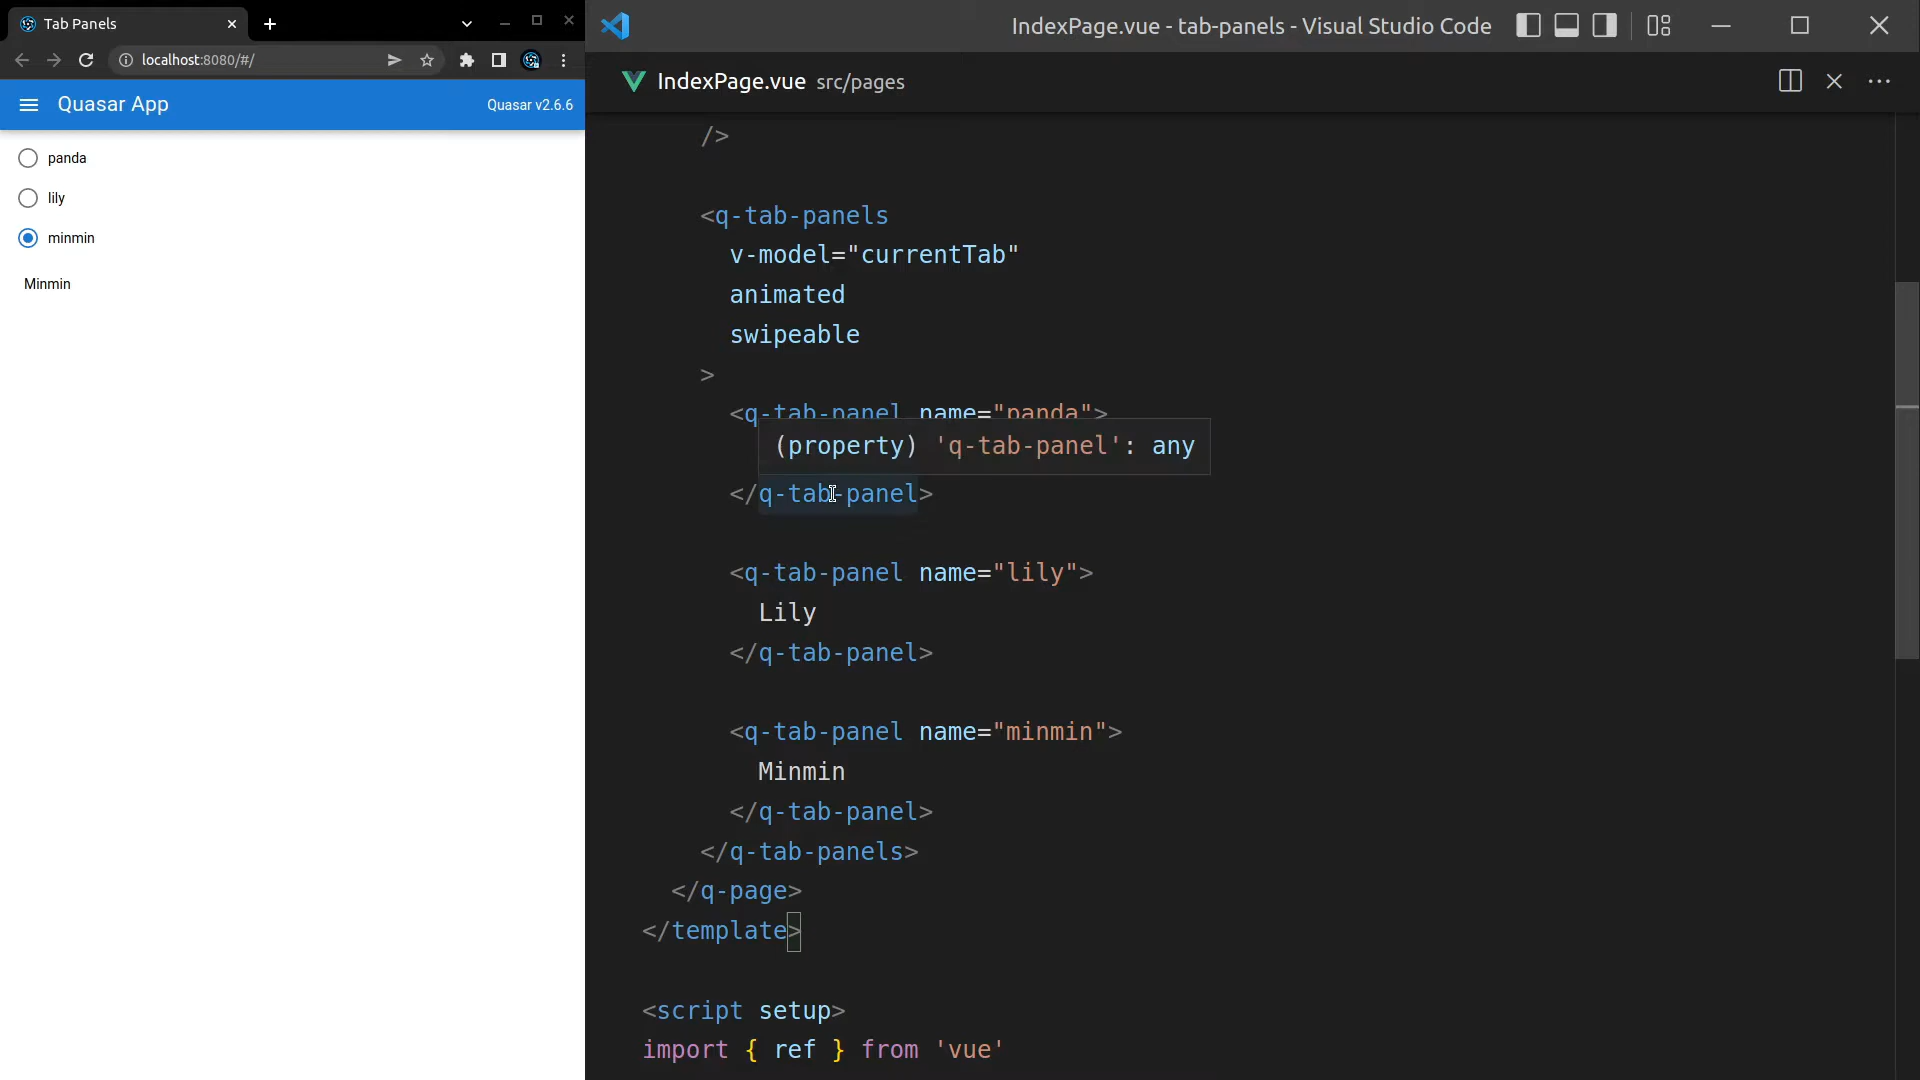 Tab Panels
localhost:8080/#/
Quasar App
Quasar v2.6.6
panda
lily
minmin
Minmin
IndexPage.vue - tab-panels - Visual Studio Code
IndexPage.vue src/pages
/>
<q-tab-panels
v-model="currentTab"
animated
swipeable
>
<q-tab-panel name="panda">
(property) 'q-tab-panel': any
</q-tab-panel>
<q-tab-panel name="lily">
Lily
</q-tab-panel>
<q-tab-panel name="minmin">
Minmin
</q-tab-panel>
</q-tab-panels>
</q-page>
</template>
<script setup>
import { ref } from 'vue'